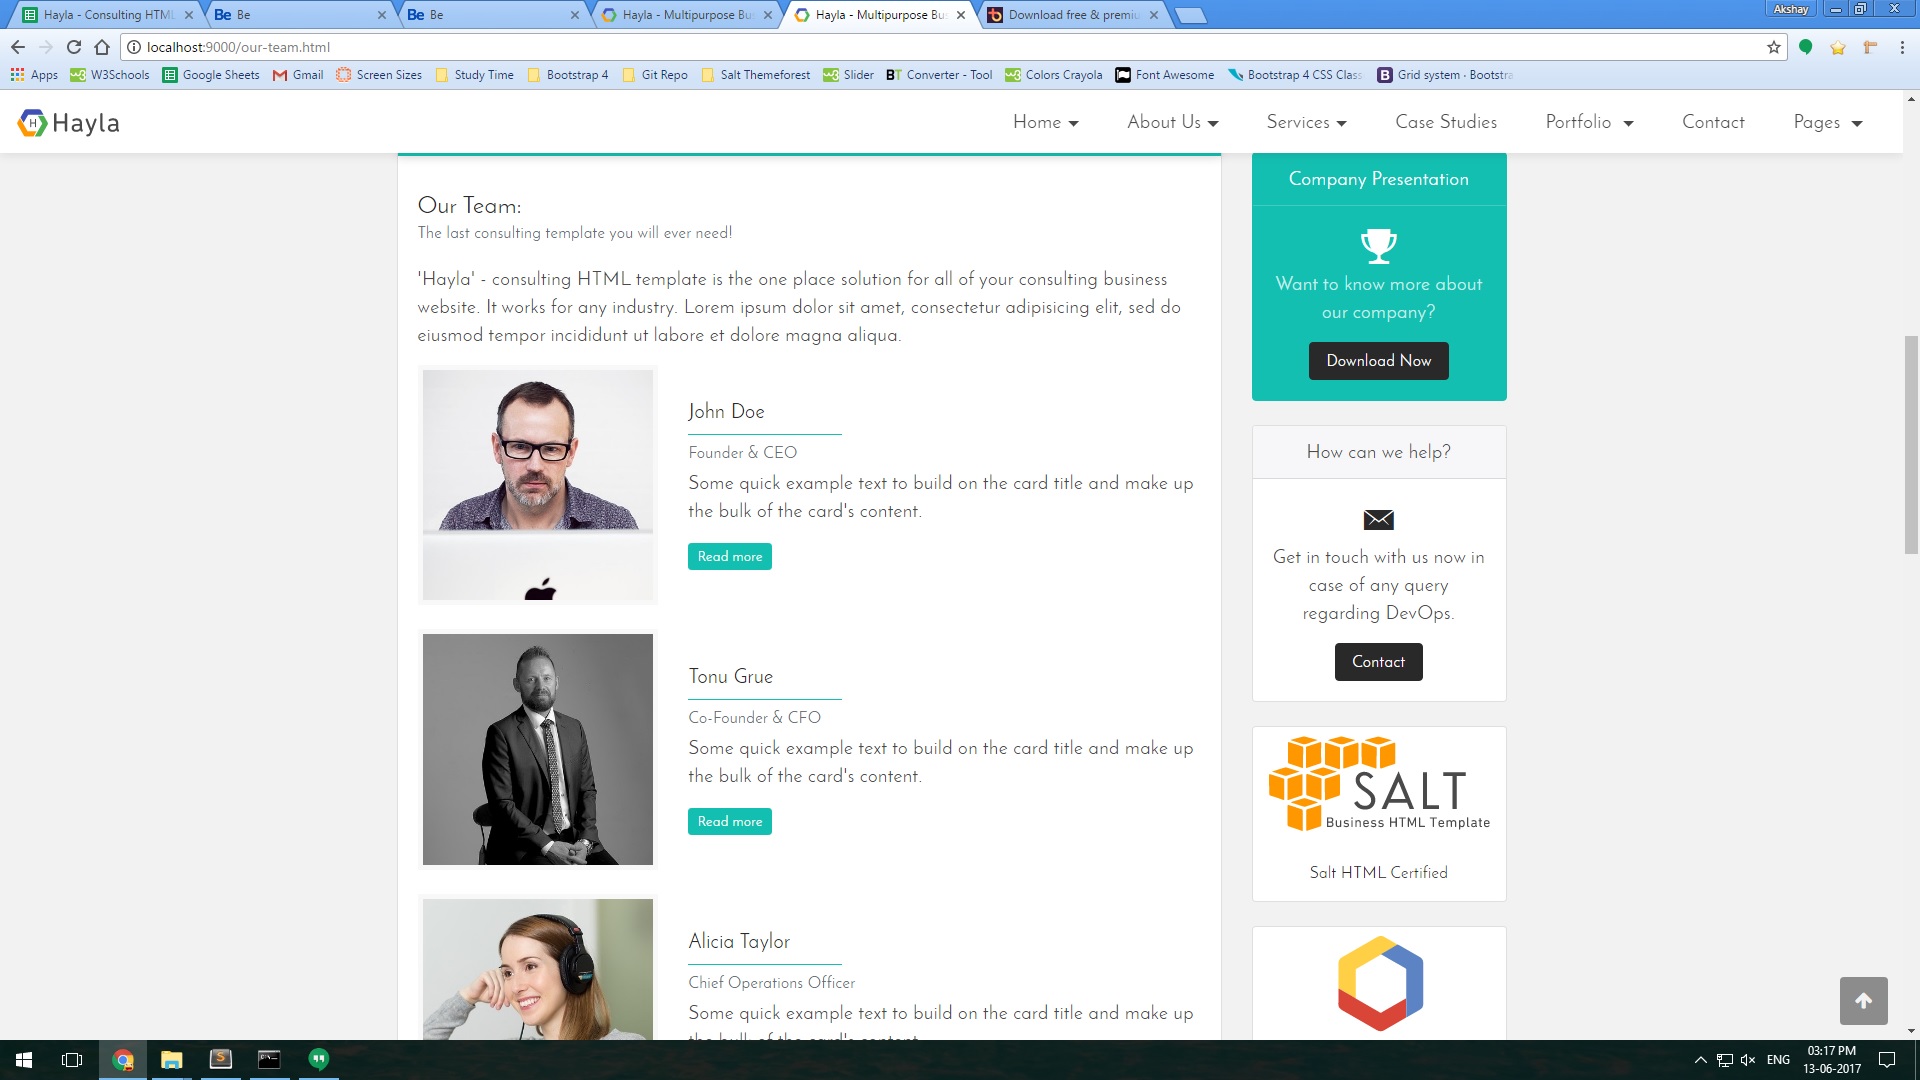 Hayla - Consulting HTML
Be Be
Be Be
Hayla - Multipurpose Bu
Hayla - Multipurpose Bu
Download free & premiu
Akshay
localhost:9000/our-team.html
Apps W3Schools Google Sheets Gmail Screen Sizes Study Time Bootstrap 4 Git Repo Salt Themeforest Slider BT Converter - Tool Colors Crayola Font Awesome Bootstrap 4 CSS Class B Grid system · Bootstra
H Hayla
Home About Us Services Case Studies Portfolio Contact Pages
Our Team:
The last consulting template you will ever need!
'Hayla' - consulting HTML template is the one place solution for all of your consulting business
website. It works for any industry. Lorem ipsum dolor sit amet, consectetur adipisicing elit, sed do
eiusmod tempor incididunt ut labore et dolore magna aliqua.
John Doe
Founder & CEO
Some quick example text to build on the card title and make up
the bulk of the card's content.
Read more
Tonu Grue
Co-Founder & CFO
Some quick example text to build on the card title and make up
the bulk of the card's content.
Read more
Alicia Taylor
Chief Operations Officer
Some quick example text to build on the card title and make up
the bulk of the card's content.
Company Presentation
Want to know more about
our company?
Download Now
How can we help?
Get in touch with us now in
case of any query
regarding DevOps.
Contact
SALT
Business HTML Template
Salt HTML Certified
ENG
03:17 PM
13-06-2017